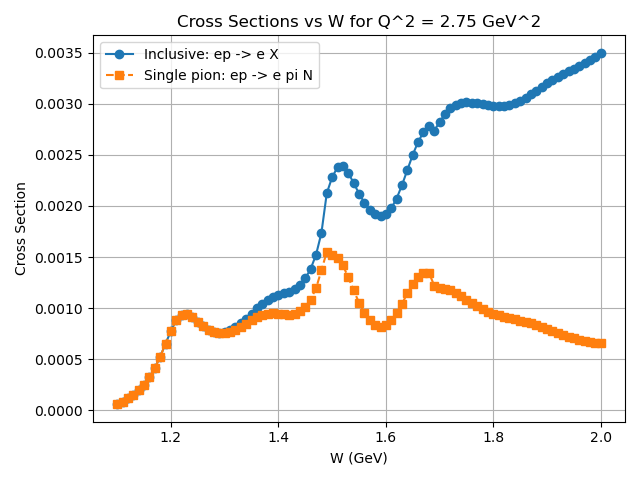 Cross Sections vs W for Q^2 = 2.75 GeV^2
Inclusive: ep -> e X
Single pion: ep -> e pi N
Cross Section
0.0035
0.0030
0.0025
0.0020
0.0015
0.0010
0.0005
0.0000
1.2 1.4 1.6 1.8 2.0
W (GeV)